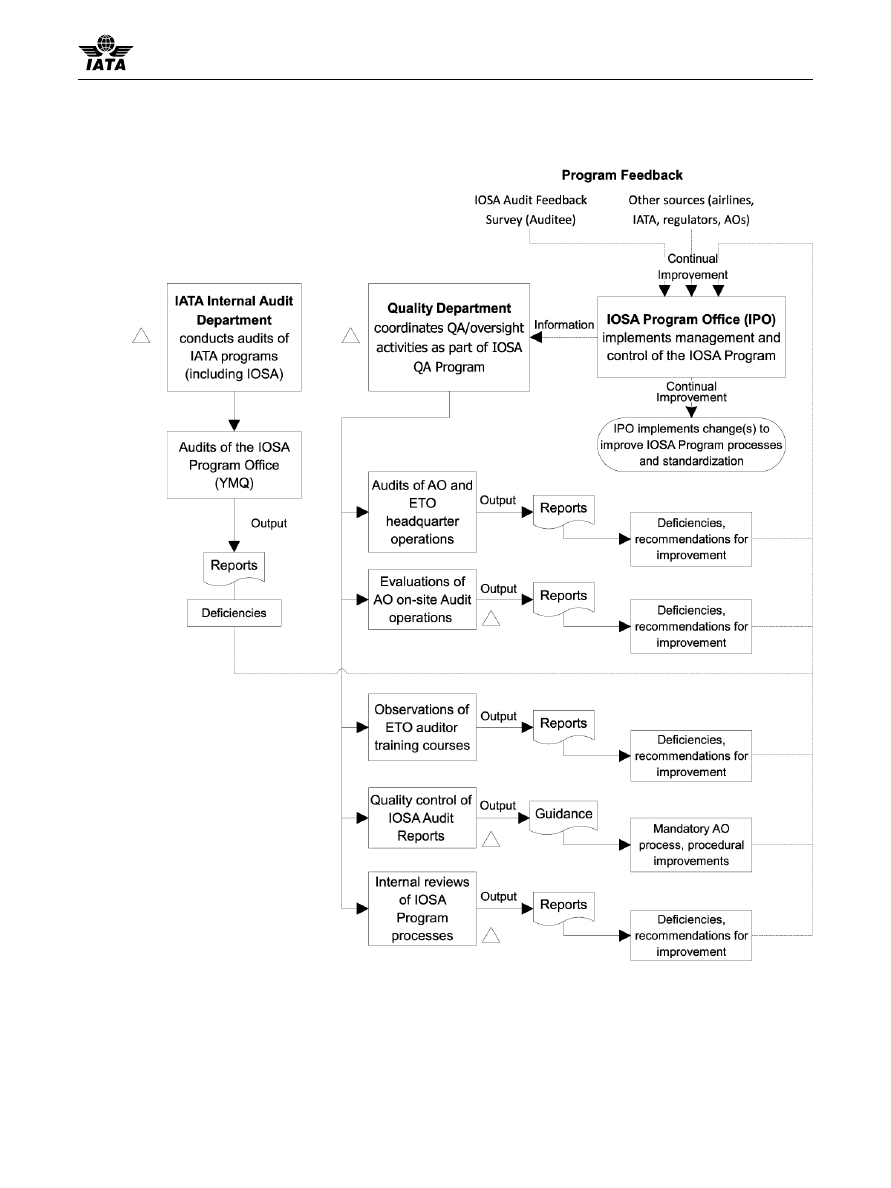 IATA
Program Feedback
IOSA Audit Feedback
Survey (Auditee)
Other sources (airlines,
IATA, regulators, AOs)
Continual
Improvement
IATA Internal Audit
Department
conducts audits of
IATA programs
(including IOSA)
Quality Department
coordinates QA/oversight
activities as part of IOSA
QA Program
Information
IOSA Program Office (IPO)
implements management and
control of the IOSA Program
Continual
Improvement
IPO implements change(s) to
improve IOSA Program processes
and standardization
Audits of the IOSA
Program Office
(YMQ)
Output
Reports
Deficiencies
Audits of AO and
ETO
headquarter
operations
Output
Reports
Deficiencies,
recommendations for
improvement
Evaluations of
AO on-site Audit
operations
Output
Reports
Deficiencies,
recommendations for
improvement
Observations of
ETO auditor
training courses
Output
Reports
Deficiencies,
recommendations for
improvement
Quality control of
IOSA Audit
Reports
Output
Guidance
Mandatory AO
process, procedural
improvements
Internal reviews
of IOSA
Program
processes
Output
Reports
Deficiencies,
recommendations for
improvement